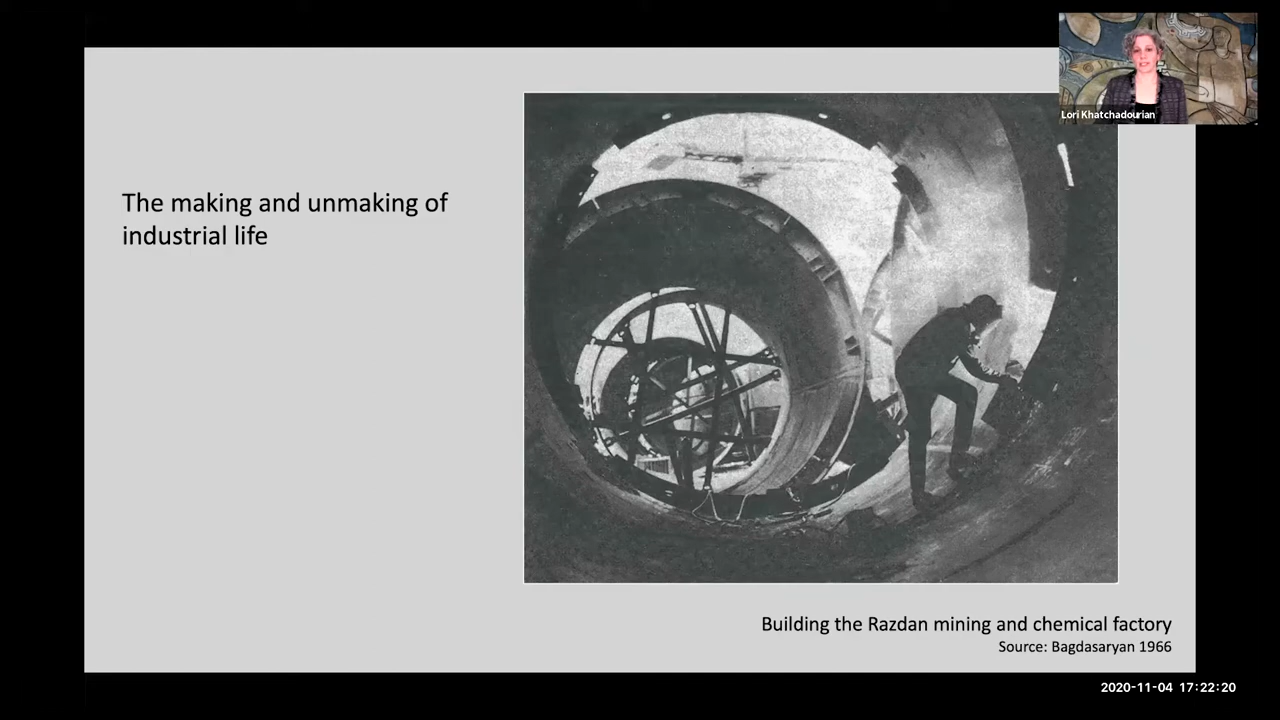 Lori Khatchadourian
The making and unmaking of
industrial life
Building the Razdan mining and chemical factory
Source: Bagdasaryan 1966
2020-11-04 17:22:20